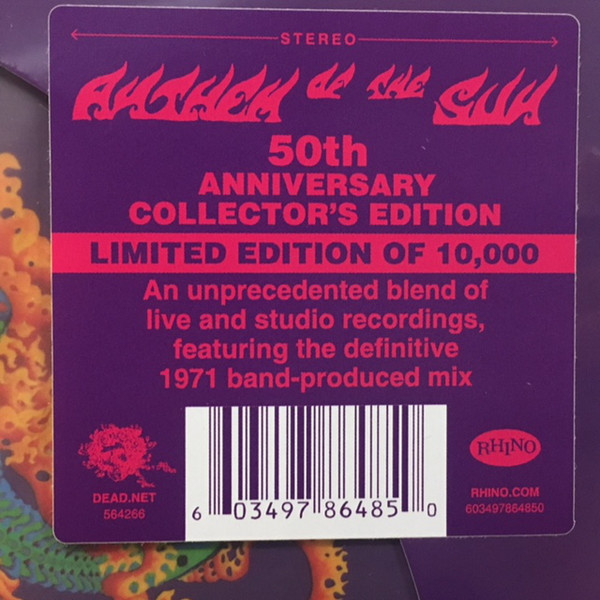 STEREO
ANTHEM OF THE SUN
50th
ANNIVERSARY
COLLECTOR'S EDITION
LIMITED EDITION OF 10,000
An unprecedented blend of
live and studio recordings,
featuring the definitive
1971 band-produced mix
DEAD.NET
564266
6 03497 86485 0
RHINO
RHINO.COM
603497864850